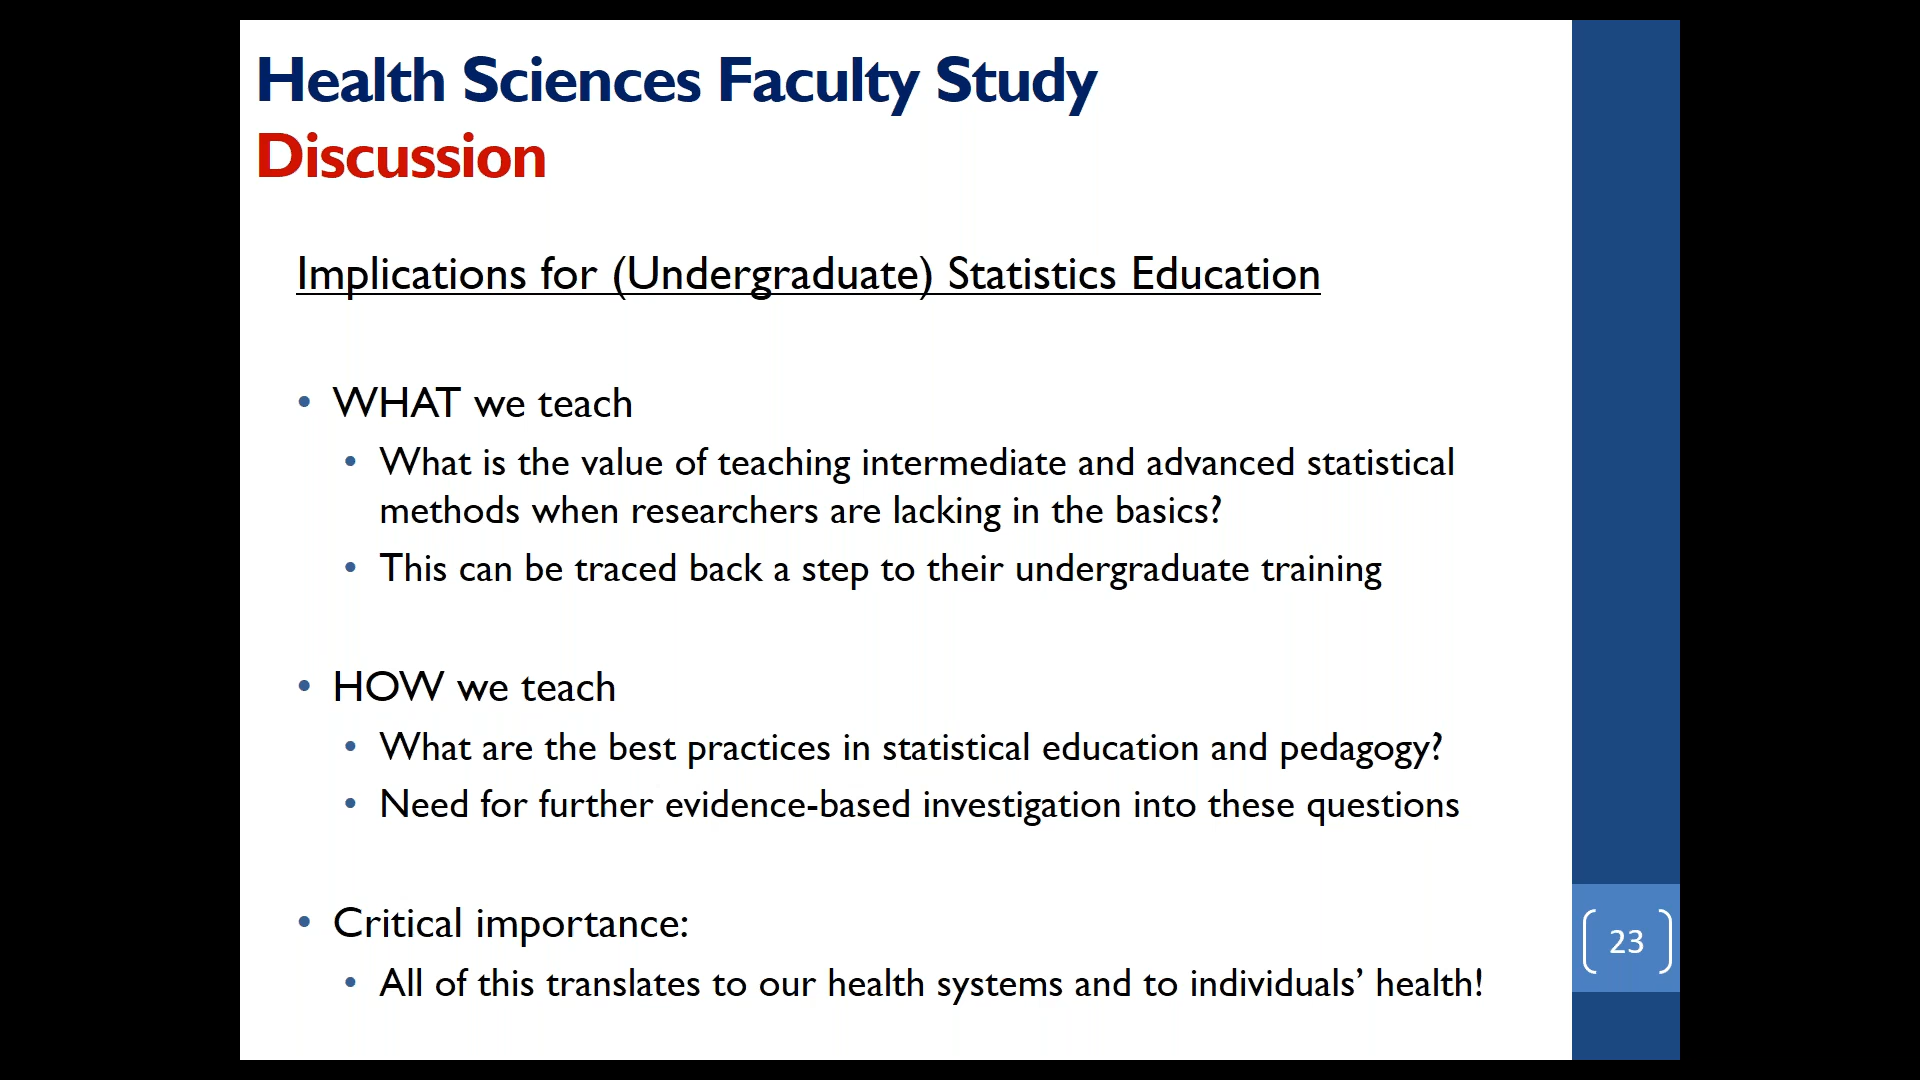 Health Sciences Faculty Study
Discussion
Implications for (Undergraduate) Statistics Education
• WHAT we teach
• What is the value of teaching intermediate and advanced statistical
methods when researchers are lacking in the basics?
• This can be traced back a step to their undergraduate training
• HOW we teach
• What are the best practices in statistical education and pedagogy?
• Need for further evidence-based investigation into these questions
• Critical importance:
• All of this translates to our health systems and to individuals’ health!
23